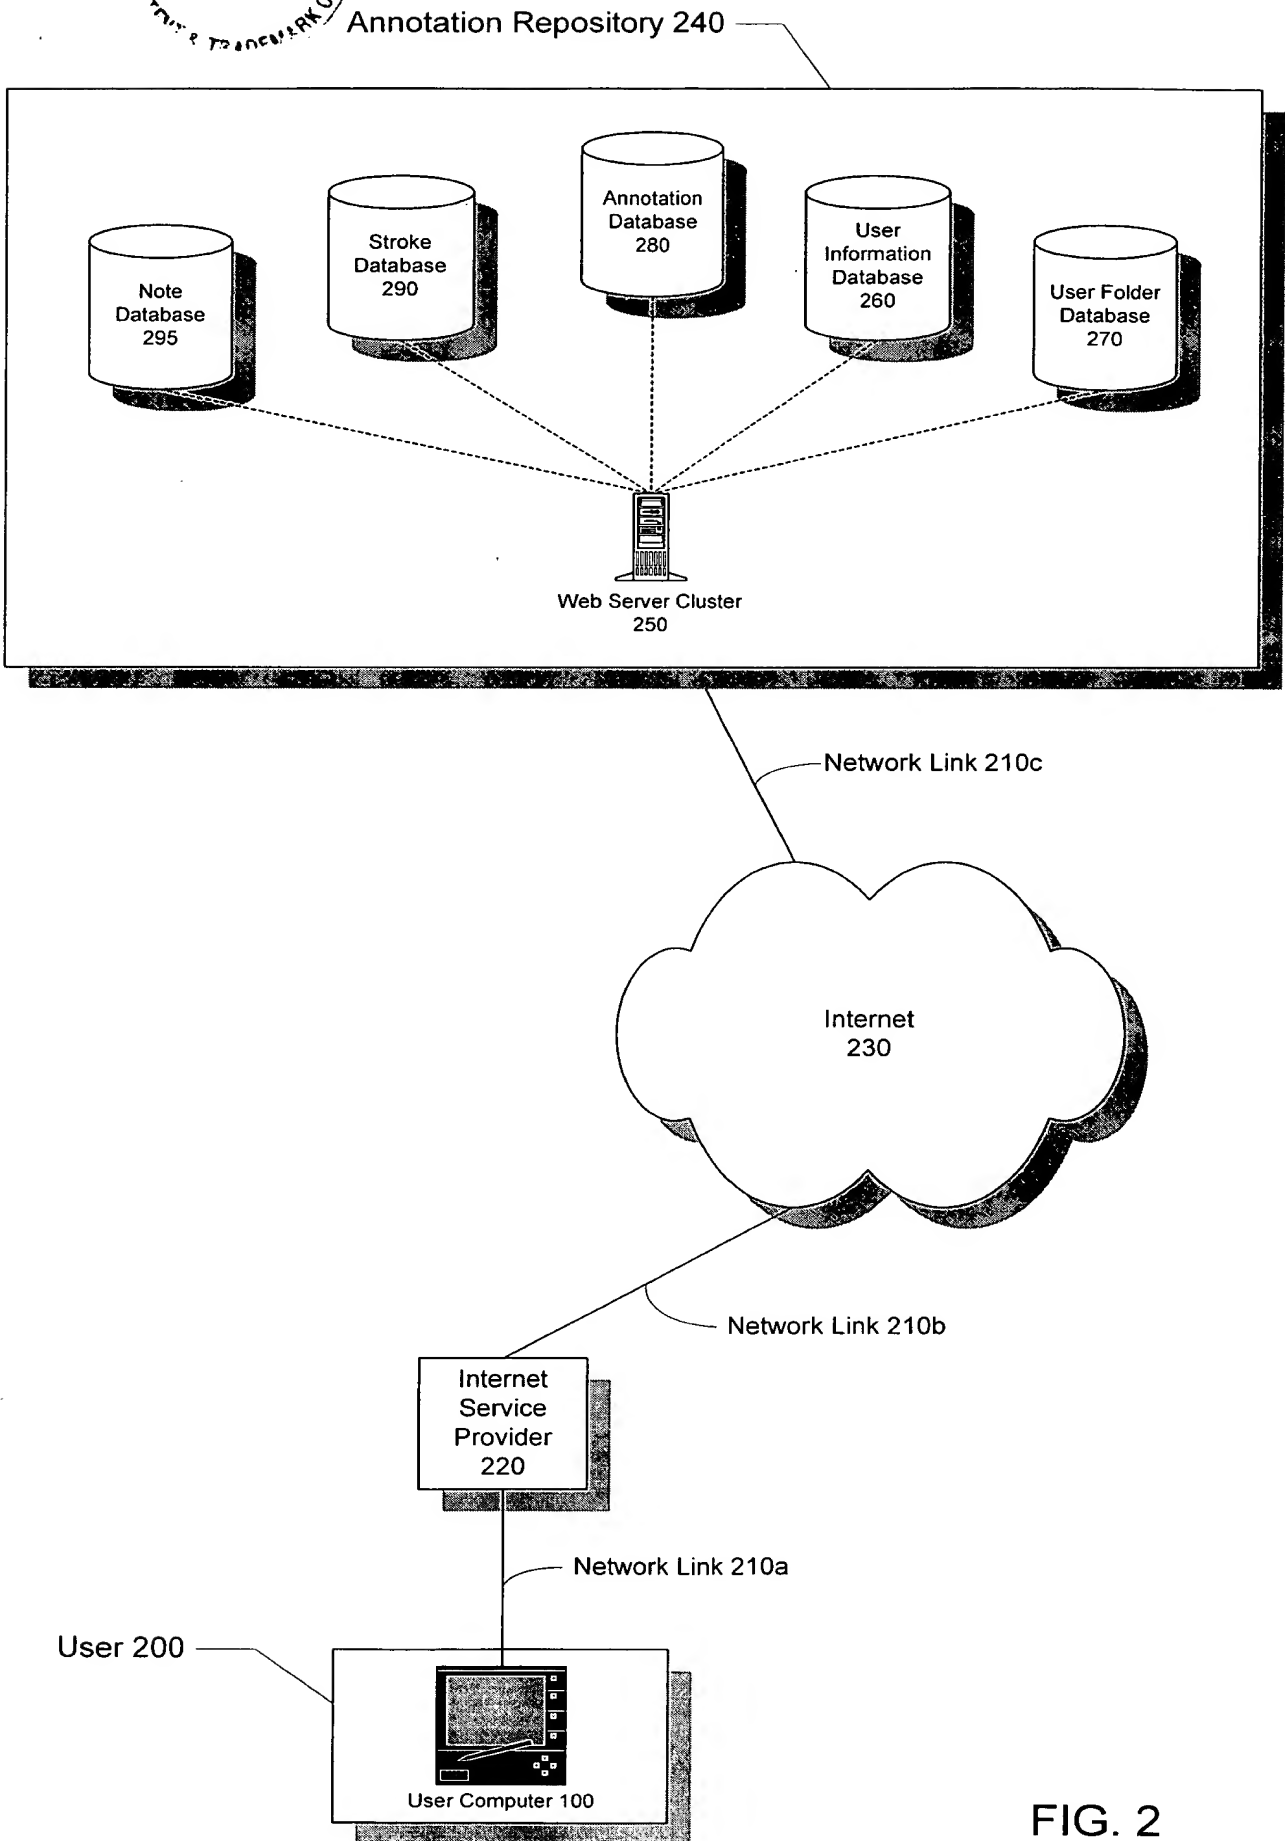 & TRADEMARK
Annotation Repository 240
Note
Database
295
Stroke
Database
290
Annotation
Database
280
User
Information
Database
260
User Folder
Database
270
Web Server Cluster
250
Network Link 210c
Internet
230
Network Link 210b
Internet
Service
Provider
220
Network Link 210a
User 200
User Computer 100
FIG. 2